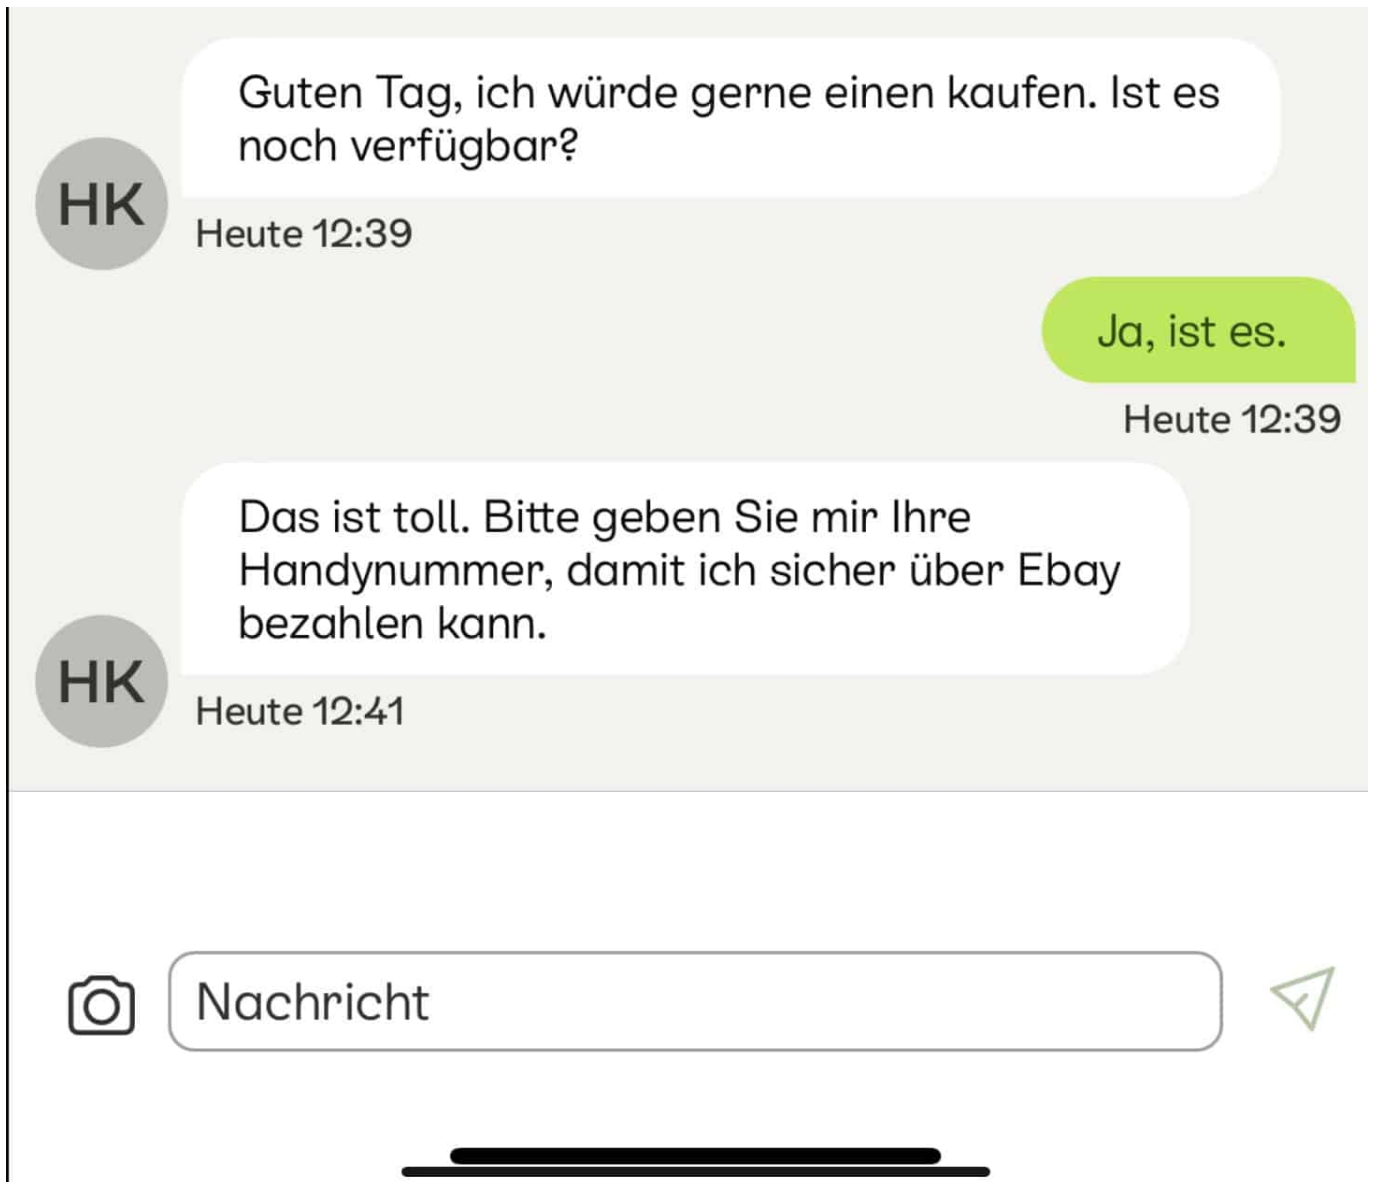 Guten Tag, ich würde gerne einen kaufen. Ist es
noch verfügbar?
HK
Heute 12:39
Ja, ist es.
Heute 12:39
Das ist toll. Bitte geben Sie mir Ihre
Handynummer, damit ich sicher über Ebay
bezahlen kann.
HK
Heute 12:41
Nachricht